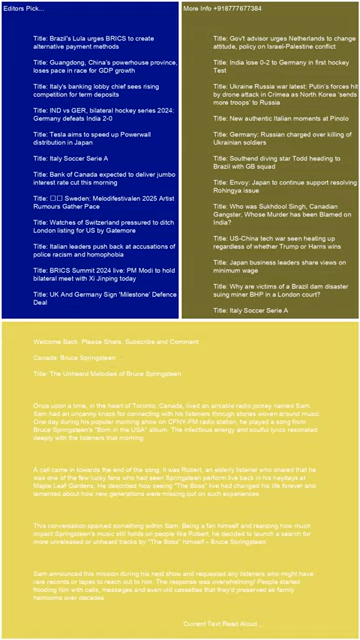 Editors Pick...
Title: Brazil's Lula urges BRICS to create
alternative payment methods
Title: Guangdong, China's powerhouse province,
loses pace in race for GDP growth
Title: Italy's banking lobby chief sees rising
competition for term deposits
Title: IND vs GER, bilateral hockey series 2024:
Germany defeats India 2-0
Title: Tesla aims to speed up Powerwall
distribution in Japan
Title: Italy Soccer Serie A
Title: Bank of Canada expected to deliver jumbo
interest rate cut this morning
Title: □□ Sweden: Melodifestivalen 2025 Artist
Rumours Gather Pace
Title: Watches of Switzerland pressured to ditch
London listing for US by Gatemore
Title: Italian leaders push back at accusations of
police racism and homophobia
Title: BRICS Summit 2024 live: PM Modi to hold
bilateral meet with Xi Jinping today
Title: UK And Germany Sign 'Milestone' Defence
Deal
More Info +918777677384
Title: Gov't advisor urges Netherlands to change
attitude, policy on Israel-Palestine conflict
Title: India lose 0-2 to Germany in first hockey
Test
Title: Ukraine Russia war latest: Putin's forces hit
by drone attack in Crimea as North Korea 'sends
more troops' to Russia
Title: New authentic Italian moments at Pinolo
Title: Germany: Russian charged over killing of
Ukrainian soldiers
Title: Southend diving star Todd heading to
Brazil with GB squad
Title: Envoy: Japan to continue support resolving
Rohingya issue
Title: Who was Sukhdool Singh, Canadian
Gangster, Whose Murder has been Blamed on
India?
Title: US-China tech war seen heating up
regardless of whether Trump or Harris wins
Title: Japan business leaders share views on
minimum wage
Title: Why are victims of a Brazil dam disaster
suing miner BHP in a London court?
Title: Italy Soccer Serie A
Welcome Back. Please Share, Subscribe and Comment
Canada: Bruce Springsteen ...
Title: The Unheard Melodies of Bruce Springsteen
Once upon a time, in the heart of Toronto, Canada, lived an amiable radio jockey named Sam.
Sam had an uncanny knack for connecting with his listeners through stories woven around music.
One day during his popular morning show on CFNY-FM radio station, he played a song from
Bruce Springsteen's "Born in the USA" album. The infectious energy and soulful lyrics resonated
deeply with the listeners that morning.
A call came in towards the end of the song. It was Robert, an elderly listener who shared that he
was one of the few lucky fans who had seen Springsteen perform live back in his heydays at
Maple Leaf Gardens. He described how seeing "The Boss" live had changed his life forever and
lamented about how new generations were missing out on such experiences.
This conversation spurred something within Sam. Being a fan himself and realizing how much
impact Springsteen's music still holds on people like Robert, he decided to launch a search for
more unreleased or unheard tracks by "The Boss" himself – Bruce Springsteen.
Sam announced this mission during his next show and requested any listeners who might have
rare records or tapes to reach out to him. The response was overwhelming! People started
flooding him with calls, messages and even old cassettes that they'd preserved as family
heirlooms over decades.
'Current Text Read Aloud ...